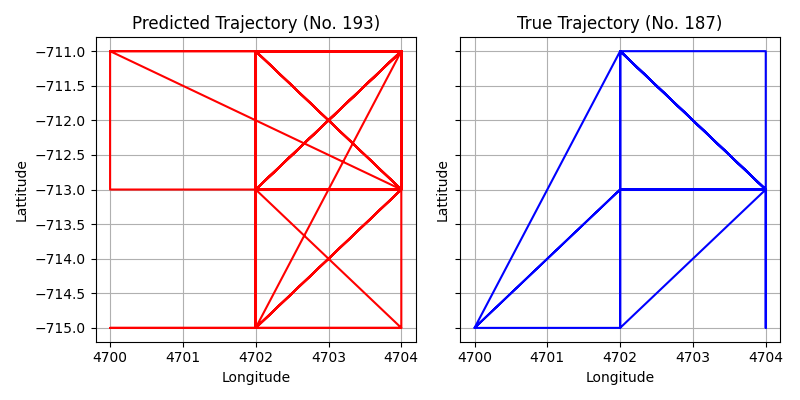 Predicted Trajectory (No. 193)
True Trajectory (No. 187)
−711.0
−711.5
−712.0
−712.5
−713.0
−713.5
−714.0
−714.5
−715.0
Lattitude
Lattitude
4700 4701 4702 4703 4704
4700 4701 4702 4703 4704
Longitude
Longitude